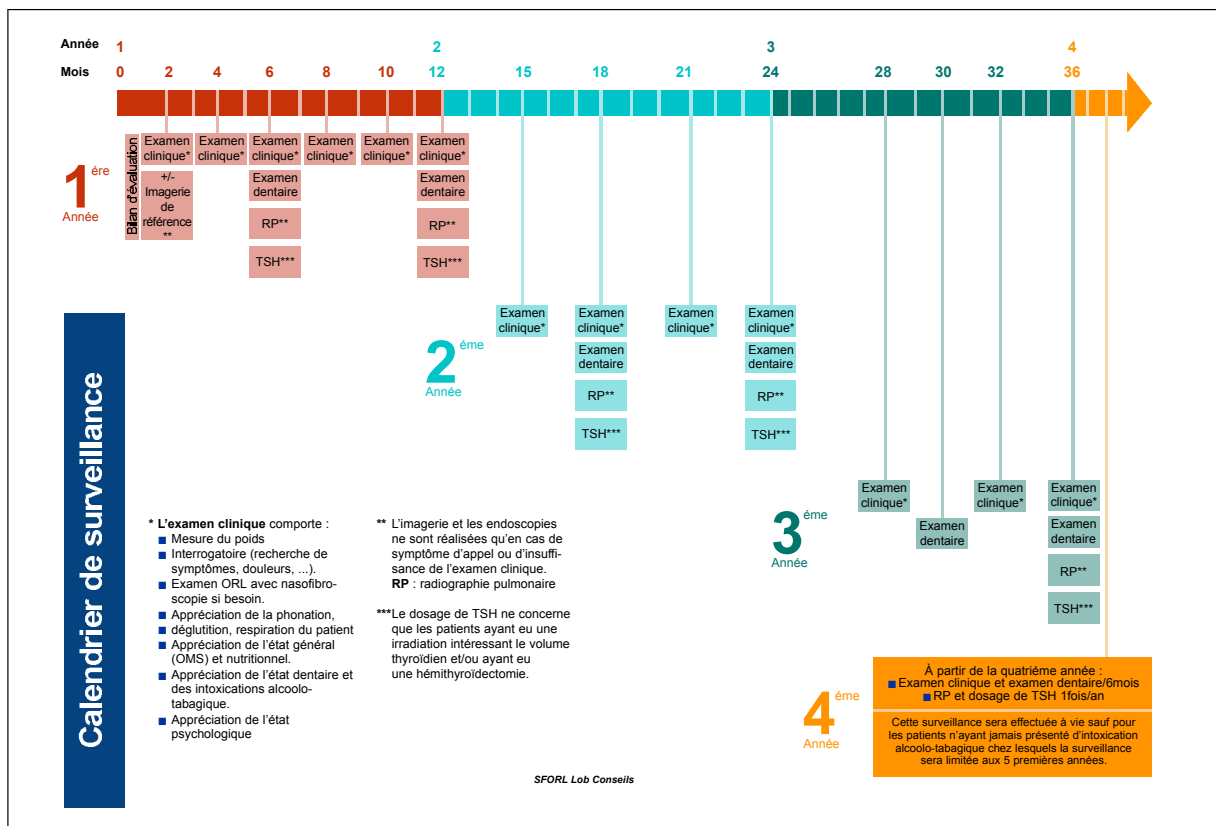 Année 1 2 3 4
Mois 0 2 4 6 8 10 12 15 18 21 24 28 30 32 36
1 ére
Année
Bilan d'évaluation
Examen
clinique*
+/-
Imagerie
de
référence
**
Examen
clinique*
Examen
clinique*
Examen
dentaire
RP**
TSH***
Examen
clinique*
Examen
clinique*
Examen
clinique*
Examen
dentaire
RP**
TSH***
2 éme
Année
Examen
clinique*
Examen
clinique*
Examen
dentaire
RP**
TSH***
Examen
clinique*
Examen
clinique*
Examen
dentaire
RP**
TSH***
3 éme
Année
Examen
clinique*
Examen
dentaire
Examen
clinique*
Examen
clinique*
Examen
dentaire
RP**
TSH***
Calendrier de surveillance
* L'examen clinique comporte :
Mesure du poids
Interrogatoire (recherche de
symptômes, douleurs, ...).
Examen ORL avec nasofibro-
scopie si besoin.
Appréciation de la phonation,
déglutition, respiration du patient
Appréciation de l'état général
(OMS) et nutritionnel.
Appréciation de l'état dentaire et
des intoxications alcoolo-
tabagique.
Appréciation de l'état
psychologique
** L'imagerie et les endoscopies
ne sont réalisées qu'en cas de
symptôme d'appel ou d'insuffi-
sance de l'examen clinique.
RP : radiographie pulmonaire
***Le dosage de TSH ne concerne
que les patients ayant eu une
irradiation intéressant le volume
thyroïdien et/ou ayant eu
une hémithyroïdectomie.
4 éme
Année
À partir de la quatriéme année :
Examen clinique et examen dentaire/6mois
RP et dosage de TSH 1fois/an
Cette surveillance sera effectuée à vie sauf pour
les patients n'ayant jamais présenté d'intoxication
alcoolo-tabagique chez lesquels la surveillance
sera limitée aux 5 premières années.
SFORL Lob Conseils